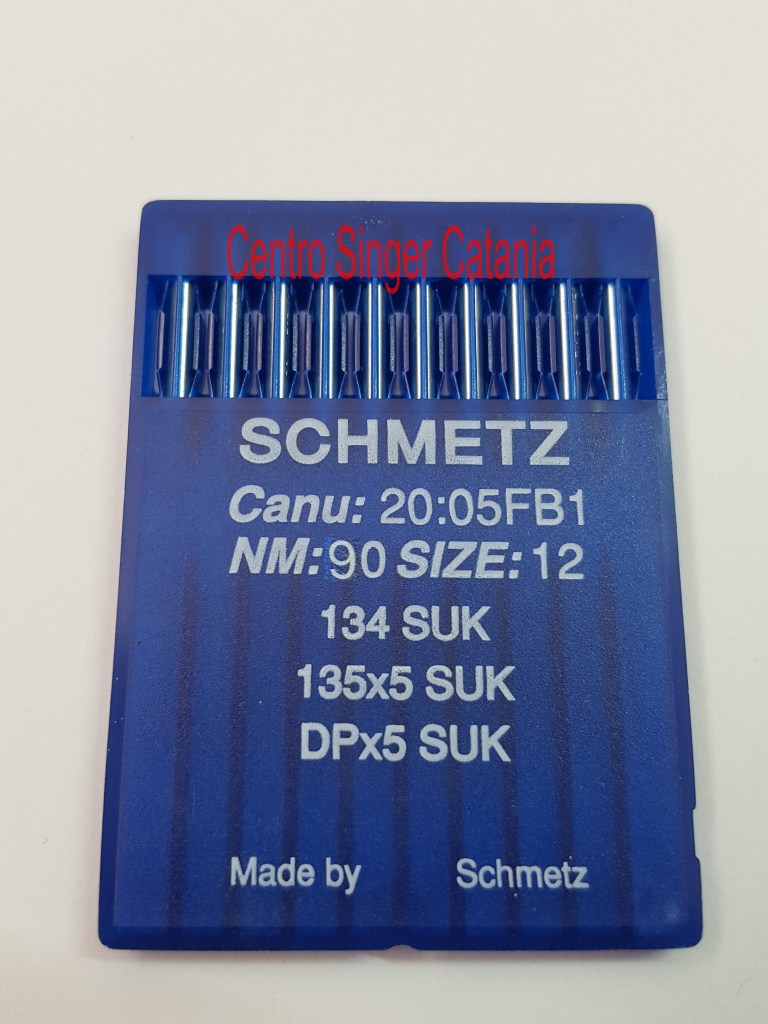 Centro Singer Catania
SCHMETZ
Canu: 20:05FB1
NM: 90 SIZE: 12
134 SUK
135x5 SUK
DPx5 SUK
Made by Schmetz